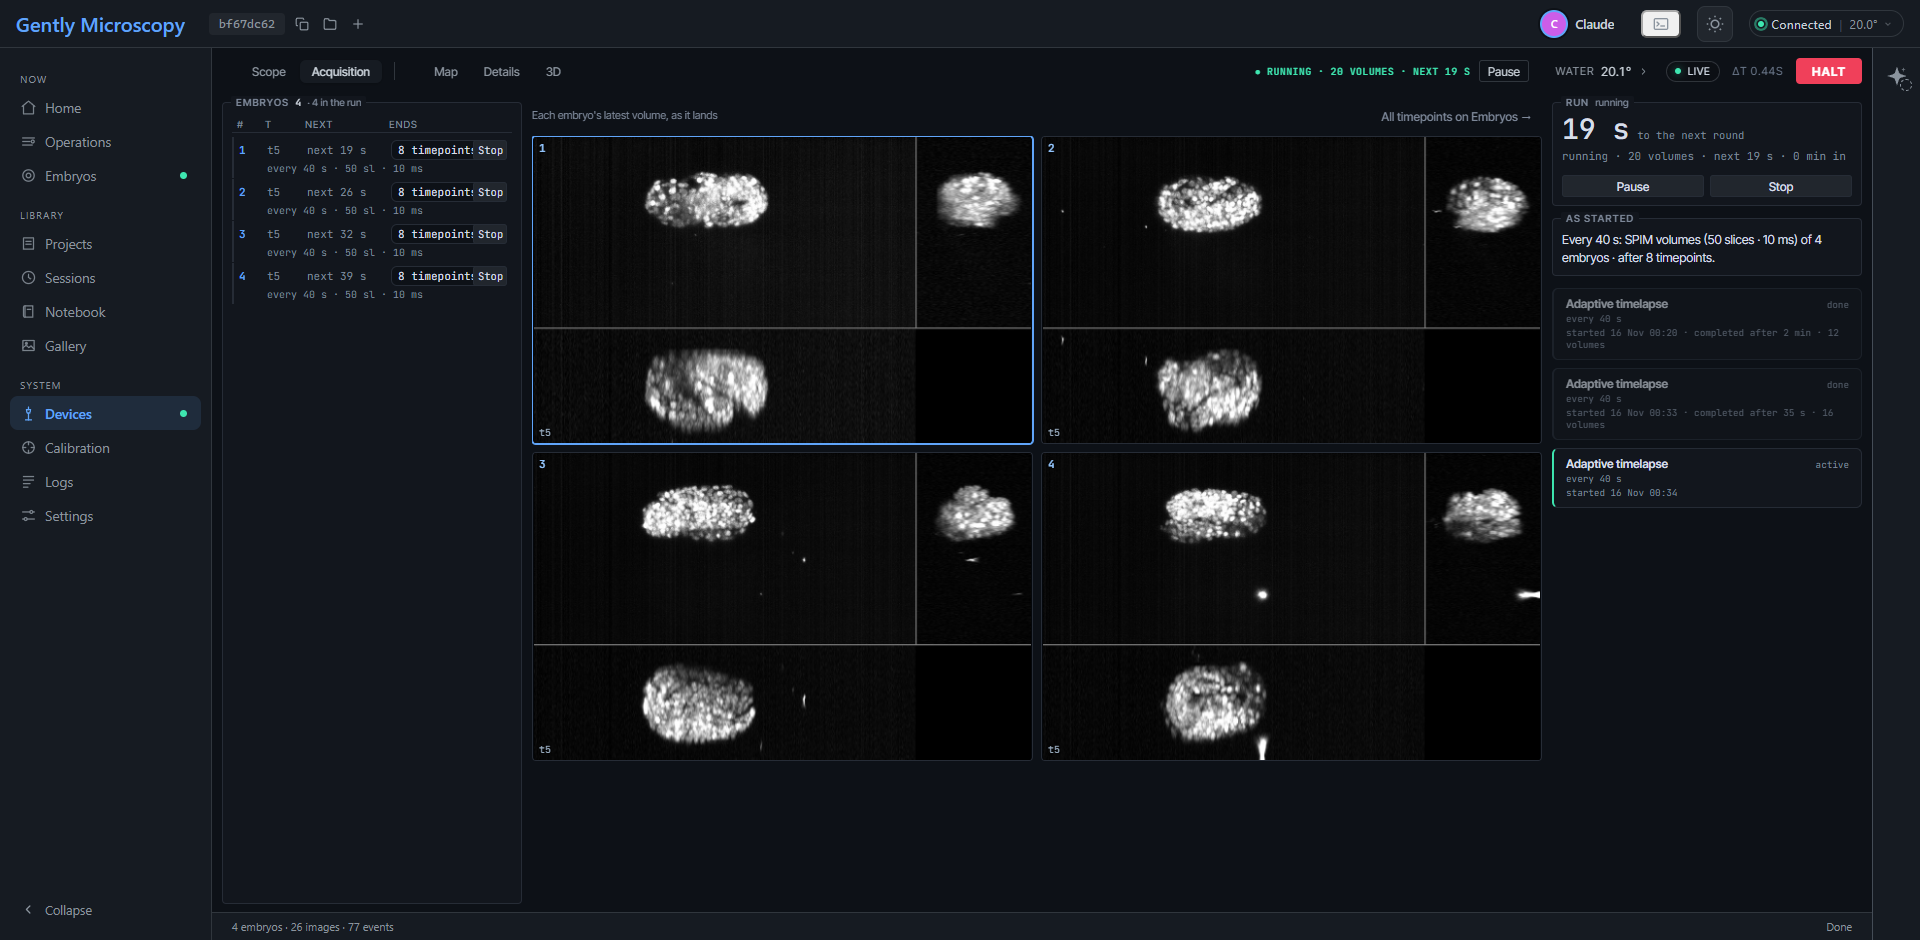 Gently Microscopy
bf67dc62
C Claude
Connected | 20.0°
NOW
Home
Operations
Embryos
LIBRARY
Projects
Sessions
Notebook
Gallery
SYSTEM
Devices
Calibration
Logs
Settings
Collapse
Scope Acquisition Map Details 3D
RUNNING · 20 VOLUMES · NEXT 19 S Pause
WATER 20.1° › LIVE ΔT 0.44S HALT
EMBRYOS 4 · 4 in the run
# T NEXT ENDS
1 t5 next 19 s 8 timepoints Stop
every 40 s · 50 sl · 10 ms
2 t5 next 26 s 8 timepoints Stop
every 40 s · 50 sl · 10 ms
3 t5 next 32 s 8 timepoints Stop
every 40 s · 50 sl · 10 ms
4 t5 next 39 s 8 timepoints Stop
every 40 s · 50 sl · 10 ms
Each embryo's latest volume, as it lands
All timepoints on Embryos →
1
t5
2
t5
3
t5
4
t5
RUN running
19 s to the next round
running · 20 volumes · next 19 s · 0 min in
Pause Stop
AS STARTED
Every 40 s: SPIM volumes (50 slices · 10 ms) of 4
embryos · after 8 timepoints.
Adaptive timelapse done
every 40 s
started 16 Nov 00:20 · completed after 2 min · 12
volumes
Adaptive timelapse done
every 40 s
started 16 Nov 00:33 · completed after 35 s · 16
volumes
Adaptive timelapse active
every 40 s
started 16 Nov 00:34
4 embryos · 26 images · 77 events
Done